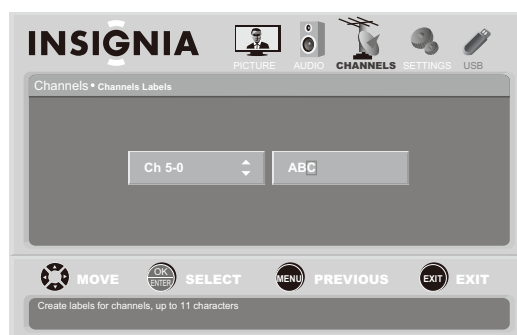 INSIGNIA
PICTURE AUDIO CHANNELS SETTINGS USB
Channels • Channels Labels
Ch 5-0 ABC
MOVE OK ENTER SELECT MENU PREVIOUS EXIT EXIT
Create labels for channels, up to 11 characters